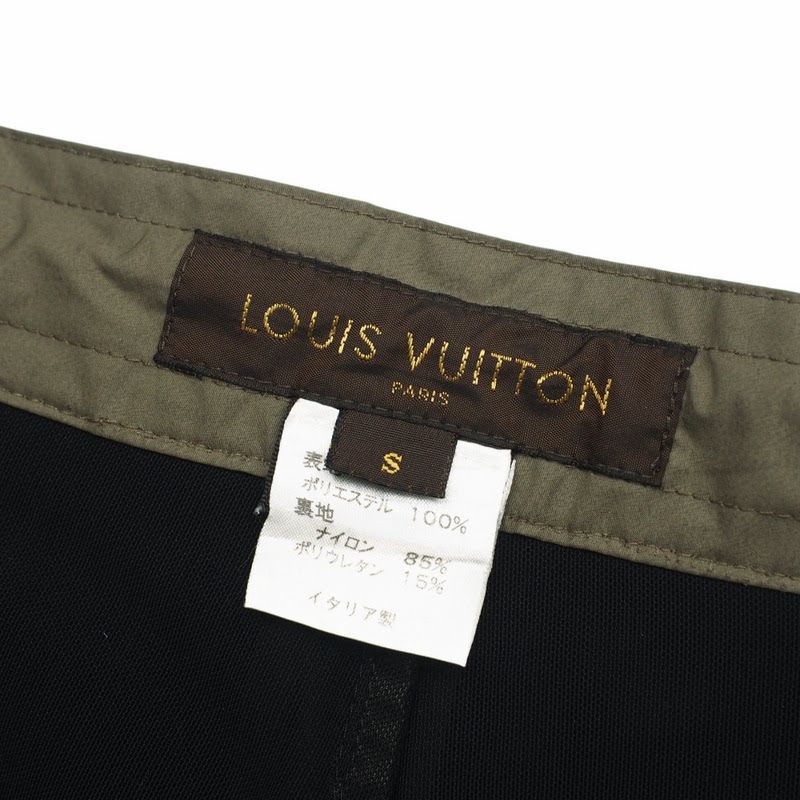 LOUIS VUITTON
PARIS
S
表
ポリエステル 100%
裏地
ナイロン 85%
ポリウレタン 15%
イタリア製